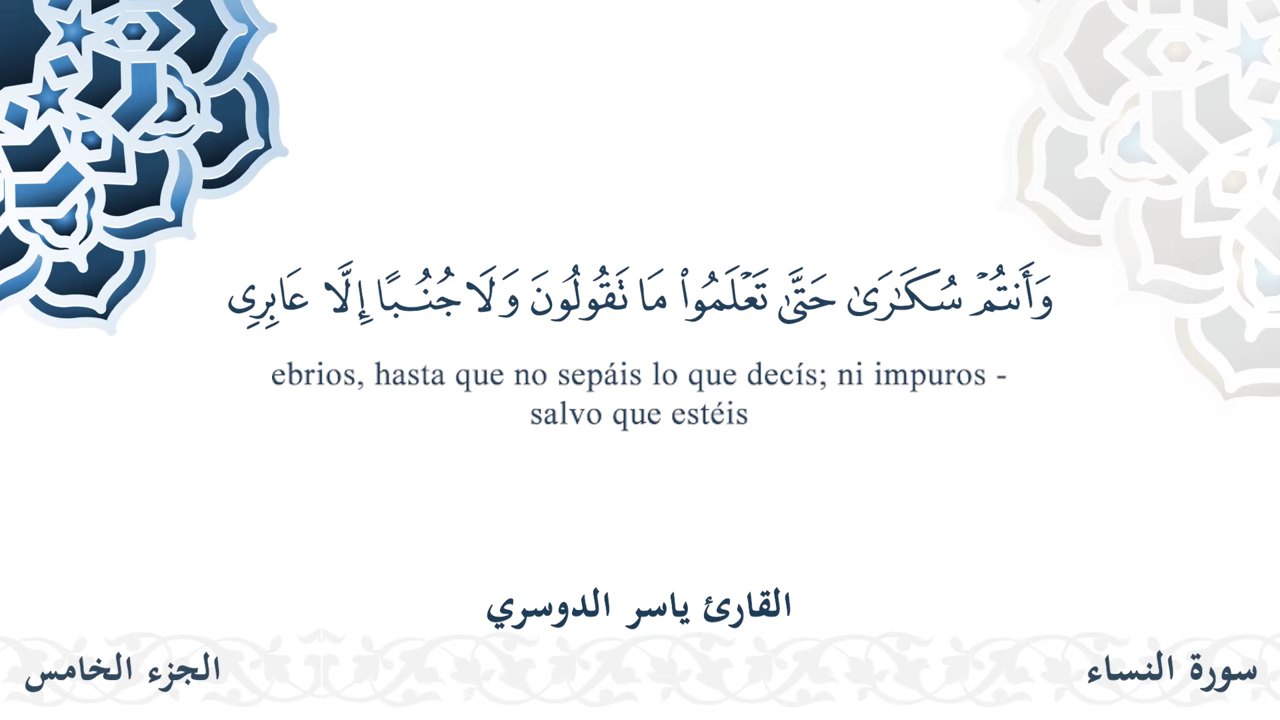 وَأَنتُمْ سُكَـٰرَىٰ حَتَّىٰ تَعْلَمُوا۟ مَا تَقُولُونَ وَلَا جُنُبًا إِلَّا عَابِرِى
ebrios, hasta que no sepáis lo que decís; ni impuros -
salvo que estéis
القارئ ياسر الدوسري
سورة النساء
الجزء الخامس